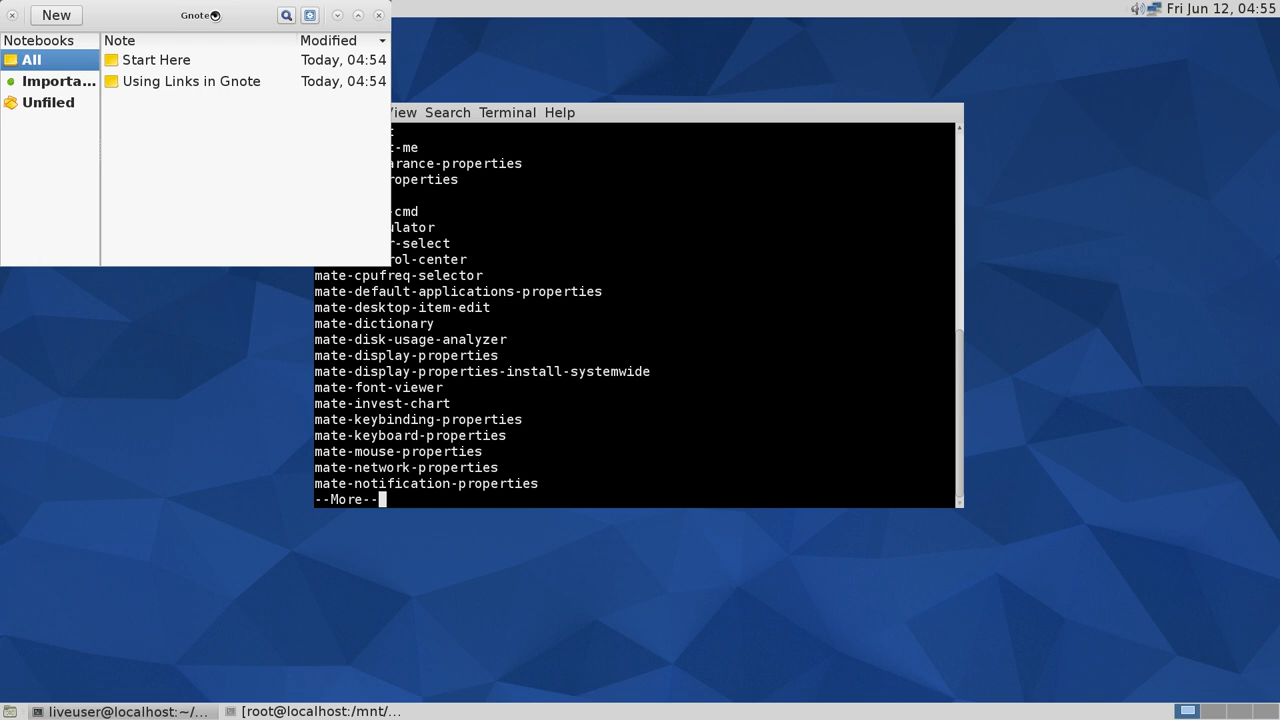 New
Gnote
Fri Jun 12, 04:55
Notebooks
Note
Modified
All
Start Here
Today, 04:54
Importa...
Using Links in Gnote
Today, 04:54
Unfiled
View Search Terminal Help
t-me
arance-properties
roperties
-cmd
ulator
r-select
rol-center
mate-cpufreq-selector
mate-default-applications-properties
mate-desktop-item-edit
mate-dictionary
mate-disk-usage-analyzer
mate-display-properties
mate-display-properties-install-systemwide
mate-font-viewer
mate-invest-chart
mate-keybinding-properties
mate-keyboard-properties
mate-mouse-properties
mate-network-properties
mate-notification-properties
--More--
liveuser@localhost:~/...
[root@localhost:/mnt/...